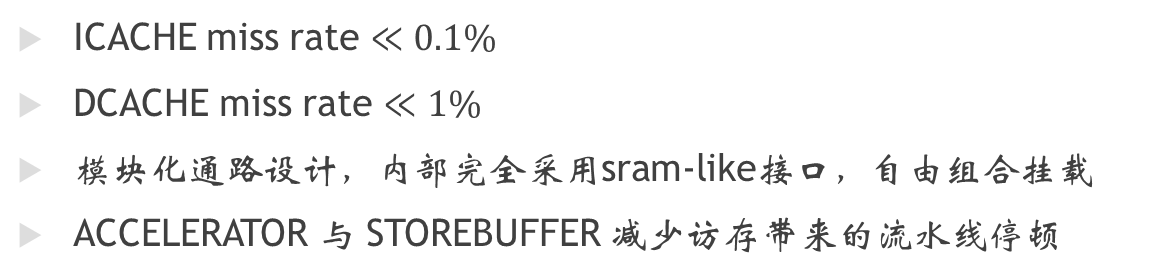 ICACHE miss rate ≪ 0.1%
DCACHE miss rate ≪ 1%
模块化通路设计，内部完全采用sram-like接口，自由组合挂载
ACCELERATOR 与 STOREBUFFER 减少访存带来的流水线停顿